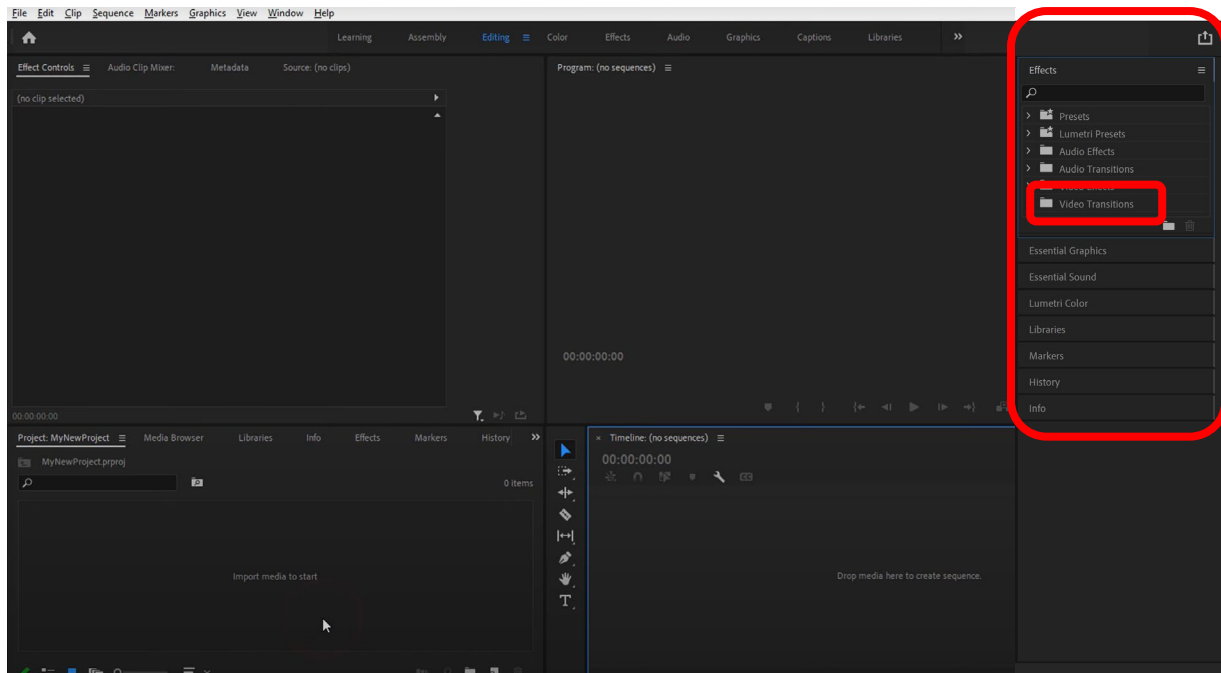 File Edit Clip Sequence Markers Graphics View Window Help
Learning Assembly Editing Color Effects Audio Graphics Captions Libraries
Effect Controls Audio Clip Mixer: Metadata Source: (no clips)
(no clip selected)
00:00:00:00
Program: (no sequences)
00:00:00:00
Effects
Presets
Lumetri Presets
Audio Effects
Audio Transitions
Video Effects
Video Transitions
Essential Graphics
Essential Sound
Lumetri Color
Libraries
Markers
History
Info
Project: MyNewProject Media Browser Libraries Info Effects Markers History
MyNewProject.prproj
0 items
Import media to start
Timeline: (no sequences)
00:00:00:00
CC
Drop media here to create sequence.